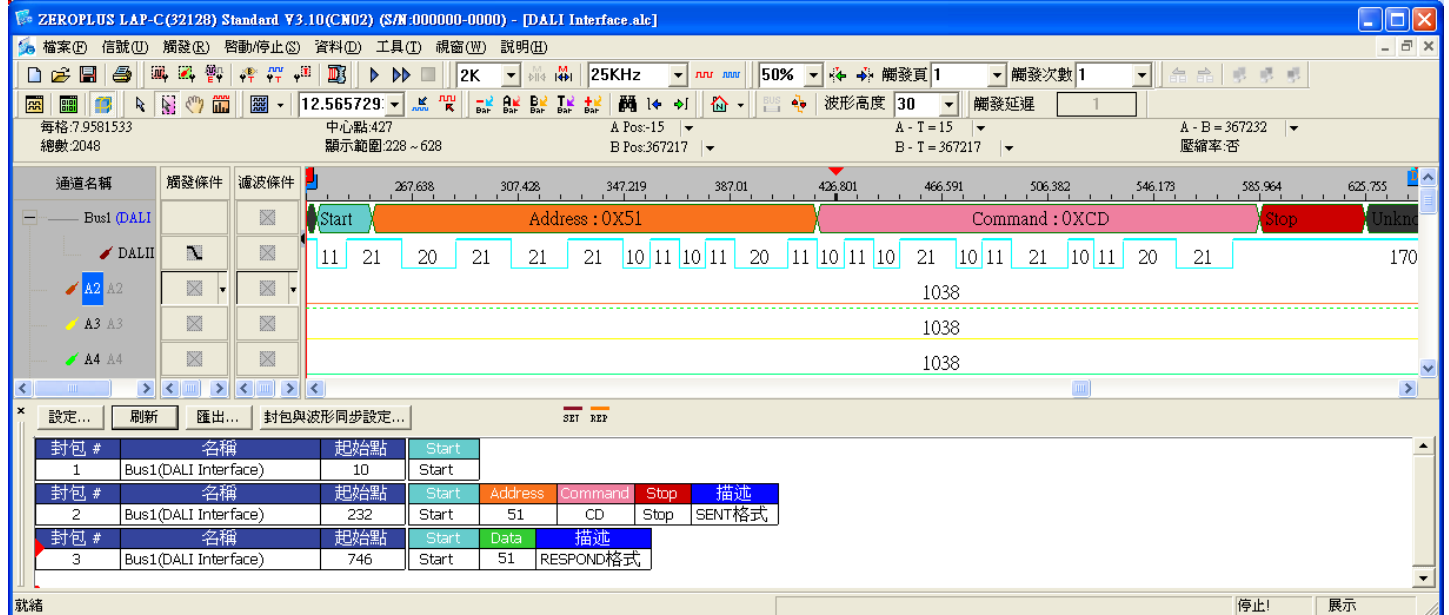 ZEROPLUS LAP-C(32128) Standard V3.10(CN02) (S/N:000000-0000) - [DALI Interface.alc]
檔案(F) 信號(U) 觸發(R) 啓動/停止(S) 資料(D) 工具(T) 視窗(W) 說明(H)
2K 25KHz 50% 觸發頁 1 觸發次數 1
12.565729: Bar Bar Bar Bar Bar BUS 波形高度 30 觸發延遲 1
每格:7.9581533 中心點:427 A Pos:-15 A - T = 15 A - B = 367232
總數:2048 顯示範圍:228 ~ 628 B Pos:367217 B - T = 367217 壓縮率:否
通道名稱 觸發條件 濾波條件 267.638 307.428 347.219 387.01 426.801 466.591 506.382 546.173 585.964 625.755
Bus1 (DALI Start Address : 0X51 Command : 0XCD Stop Unkno
DALII 11 21 20 21 21 21 10 11 10 11 20 11 10 11 10 21 10 11 21 10 11 20 21 170
A2 A2 1038
A3 A3 1038
A4 A4 1038
設定... 刷新 匯出... 封包與波形同步設定... SET REP
封包 # 名稱 起始點 Start
1 Bus1(DALI Interface) 10 Start
封包 # 名稱 起始點 Start Address Command Stop 描述
2 Bus1(DALI Interface) 232 Start 51 CD Stop SENT格式
封包 # 名稱 起始點 Start Data 描述
3 Bus1(DALI Interface) 746 Start 51 RESPOND格式
就緒 停止! 展示